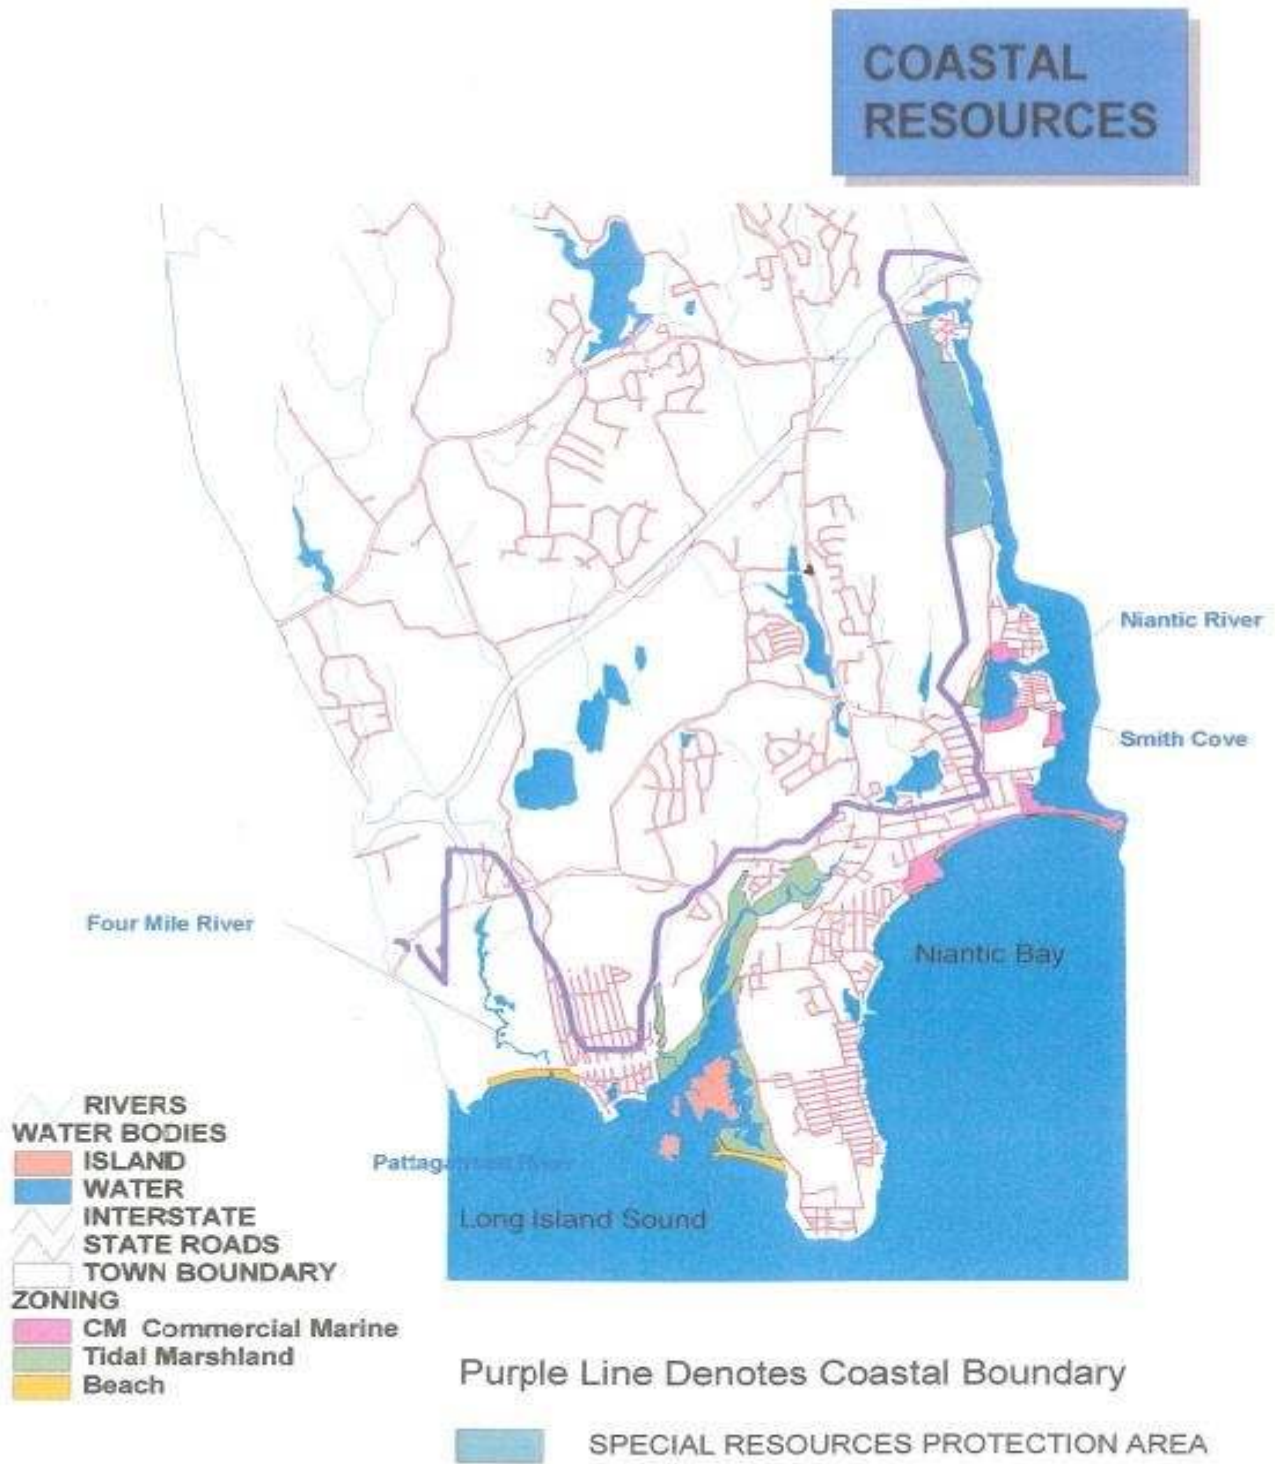 COASTAL
RESOURCES
Niantic River
Smith Cove
Four Mile River
Niantic Bay
Long Island Sound
RIVERS
WATER BODIES
ISLAND
WATER
INTERSTATE
STATE ROADS
TOWN BOUNDARY
ZONING
CM Commercial Marine
Tidal Marshland
Beach
Purple Line Denotes Coastal Boundary
SPECIAL RESOURCES PROTECTION AREA